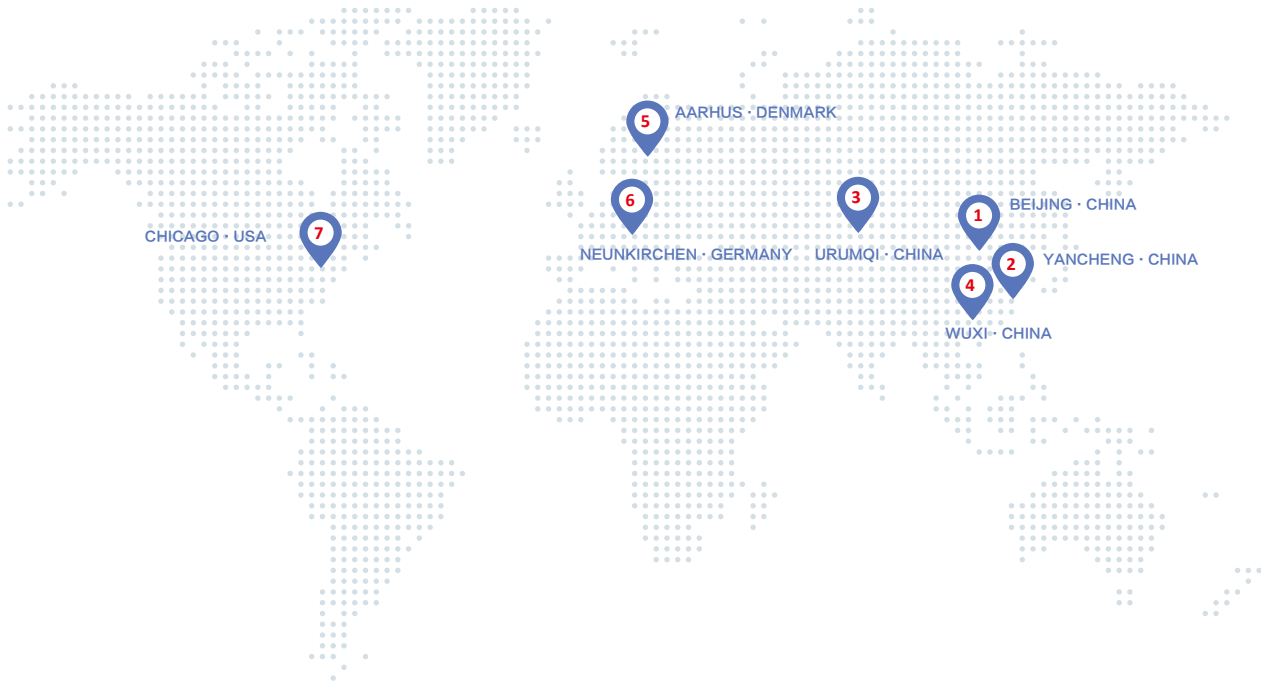 5 AARHUS · DENMARK
6
3
1 BEIJING · CHINA
7
CHICAGO · USA
NEUNKIRCHEN · GERMANY
URUMQI · CHINA
2 YANCHENG · CHINA
4
WUXI · CHINA